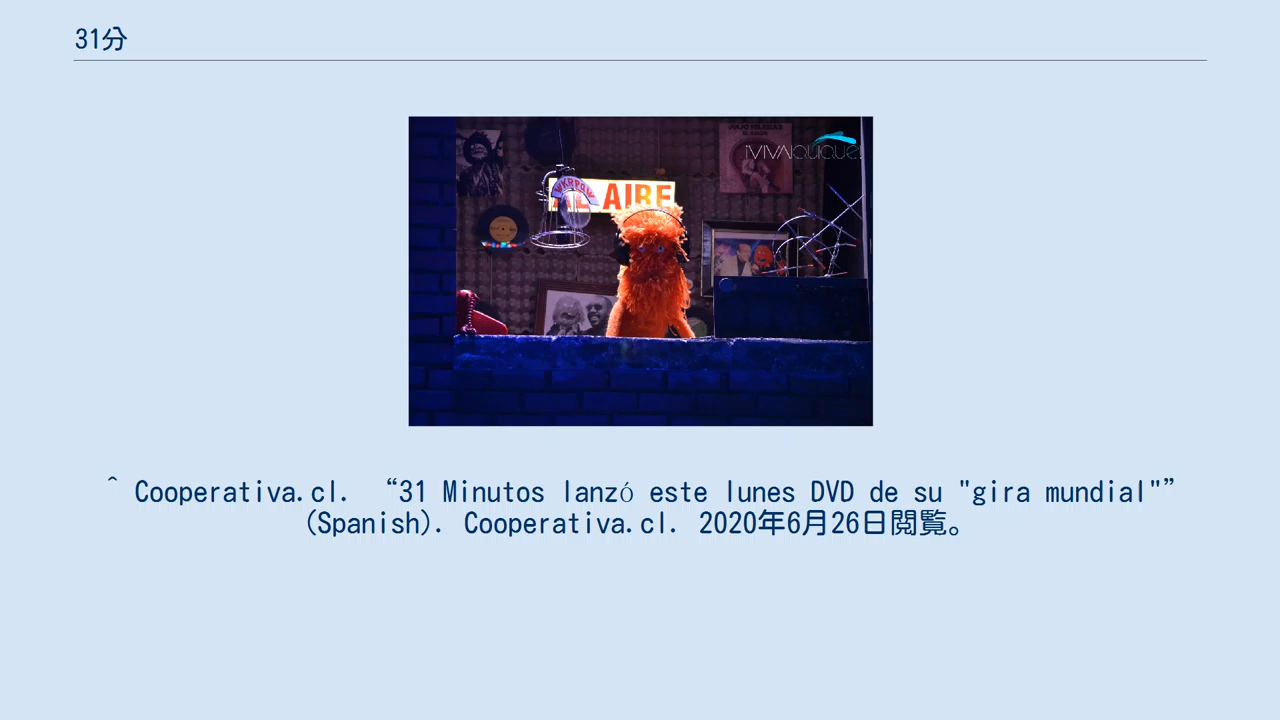 31分
¡VIVA!QUIQUE!
AL AIRE
^ Cooperativa.cl. “31 Minutos lanzó este lunes DVD de su "gira mundial"”
(Spanish). Cooperativa.cl. 2020年6月26日閲覧。